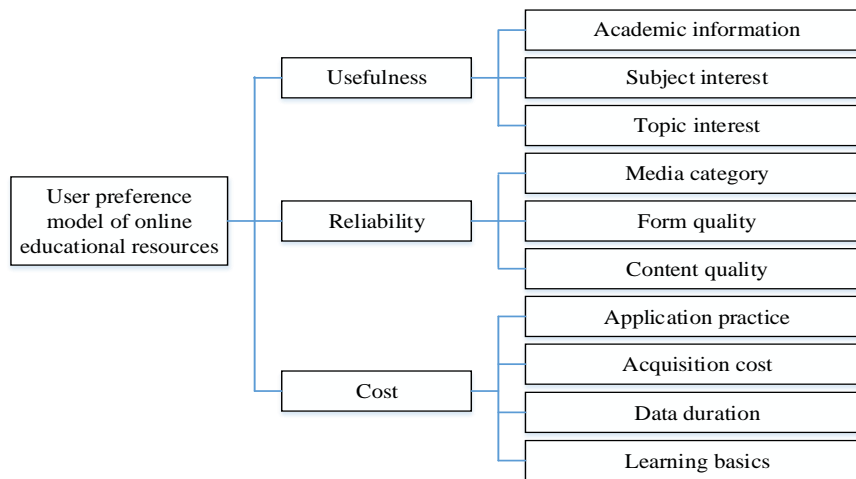 User preference
model of online
educational resources
Usefulness
Academic information
Subject interest
Topic interest
Reliability
Media category
Form quality
Content quality
Cost
Application practice
Acquisition cost
Data duration
Learning basics